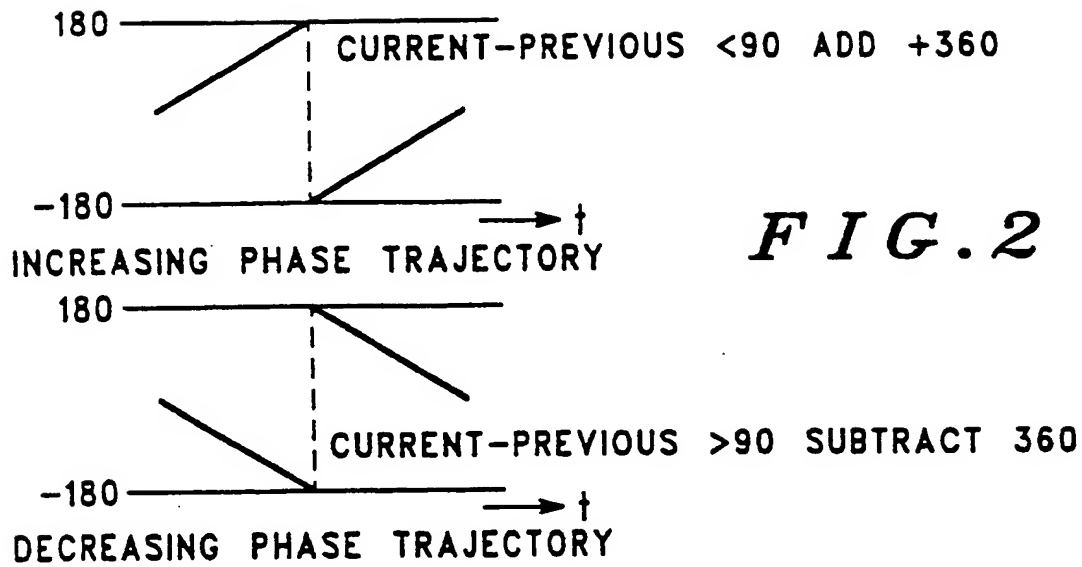 180
CURRENT-PREVIOUS <90 ADD +360
-180
t
INCREASING PHASE TRAJECTORY
FIG.2
180
CURRENT-PREVIOUS >90 SUBTRACT 360
-180
t
DECREASING PHASE TRAJECTORY